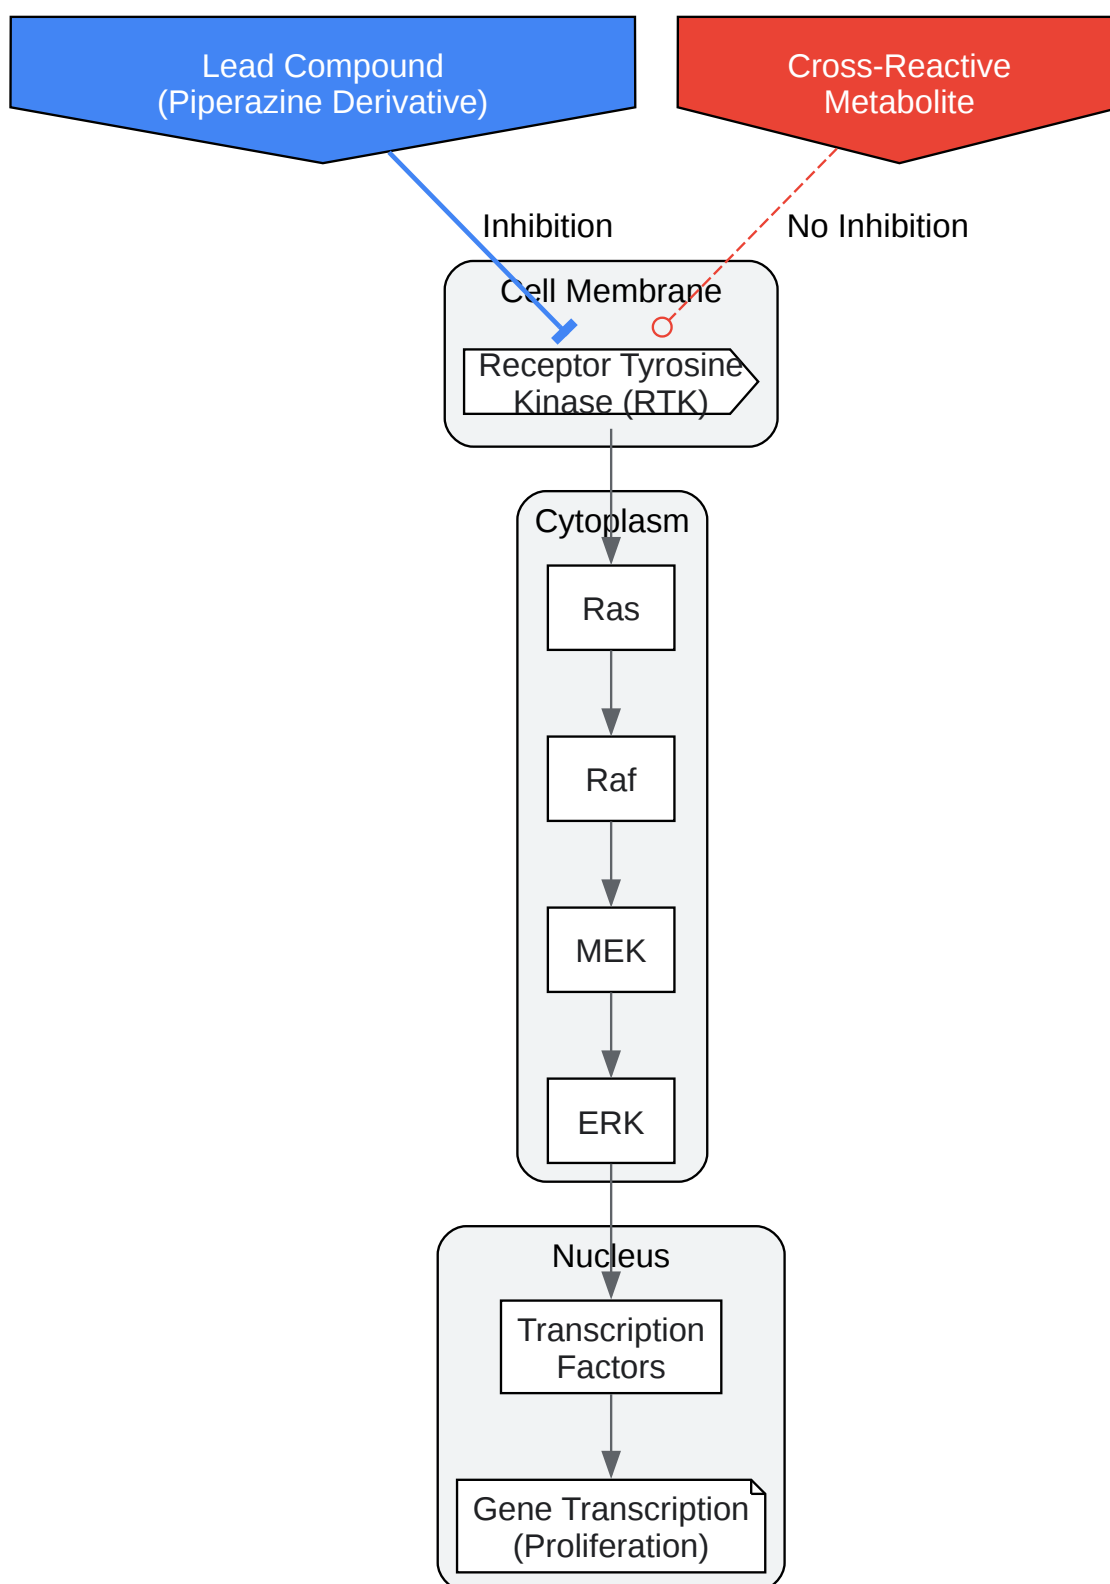 Lead Compound
(Piperazine Derivative)
Cross-Reactive
Metabolite
Inhibition
No Inhibition
Cell Membrane
Receptor Tyrosine
Kinase (RTK)
Cytoplasm
Ras
Raf
MEK
ERK
Nucleus
Transcription
Factors
Gene Transcription
(Proliferation)